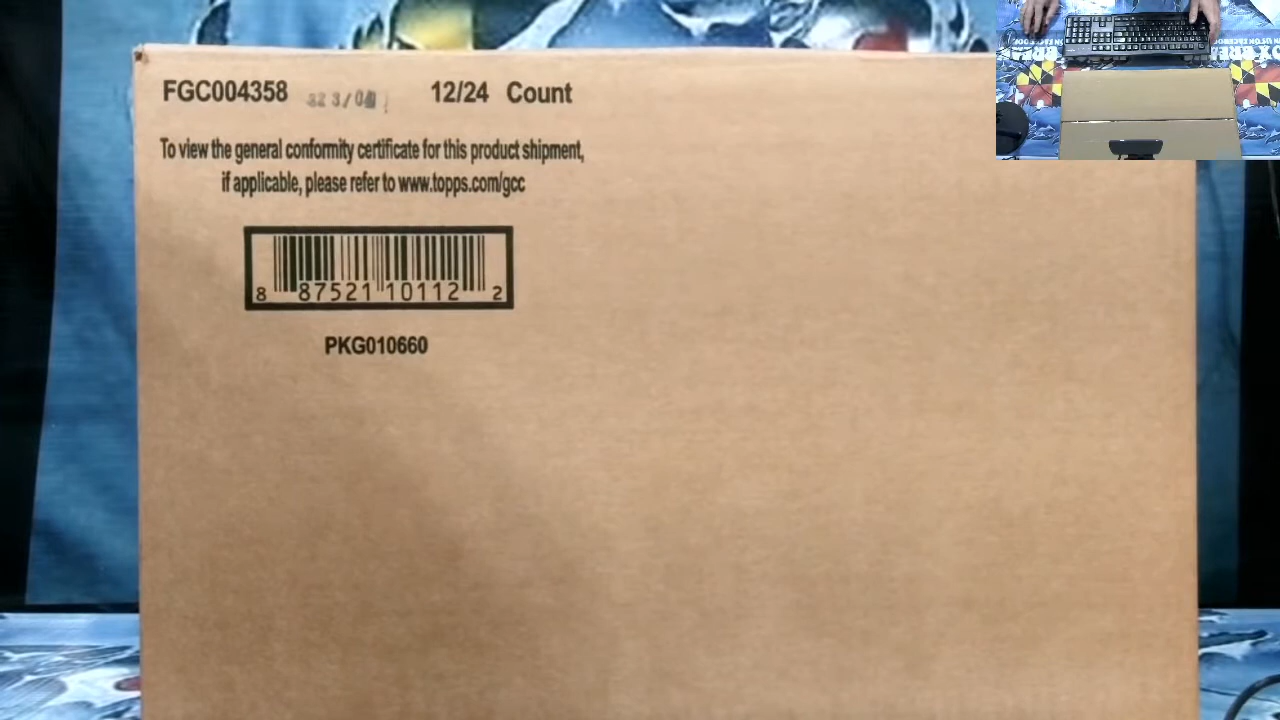 FGC004358 12/24 Count
To view the general conformity certificate for this product shipment,
if applicable, please refer to www.topps.com/gcc
8 87521 10112 2
PKG010660